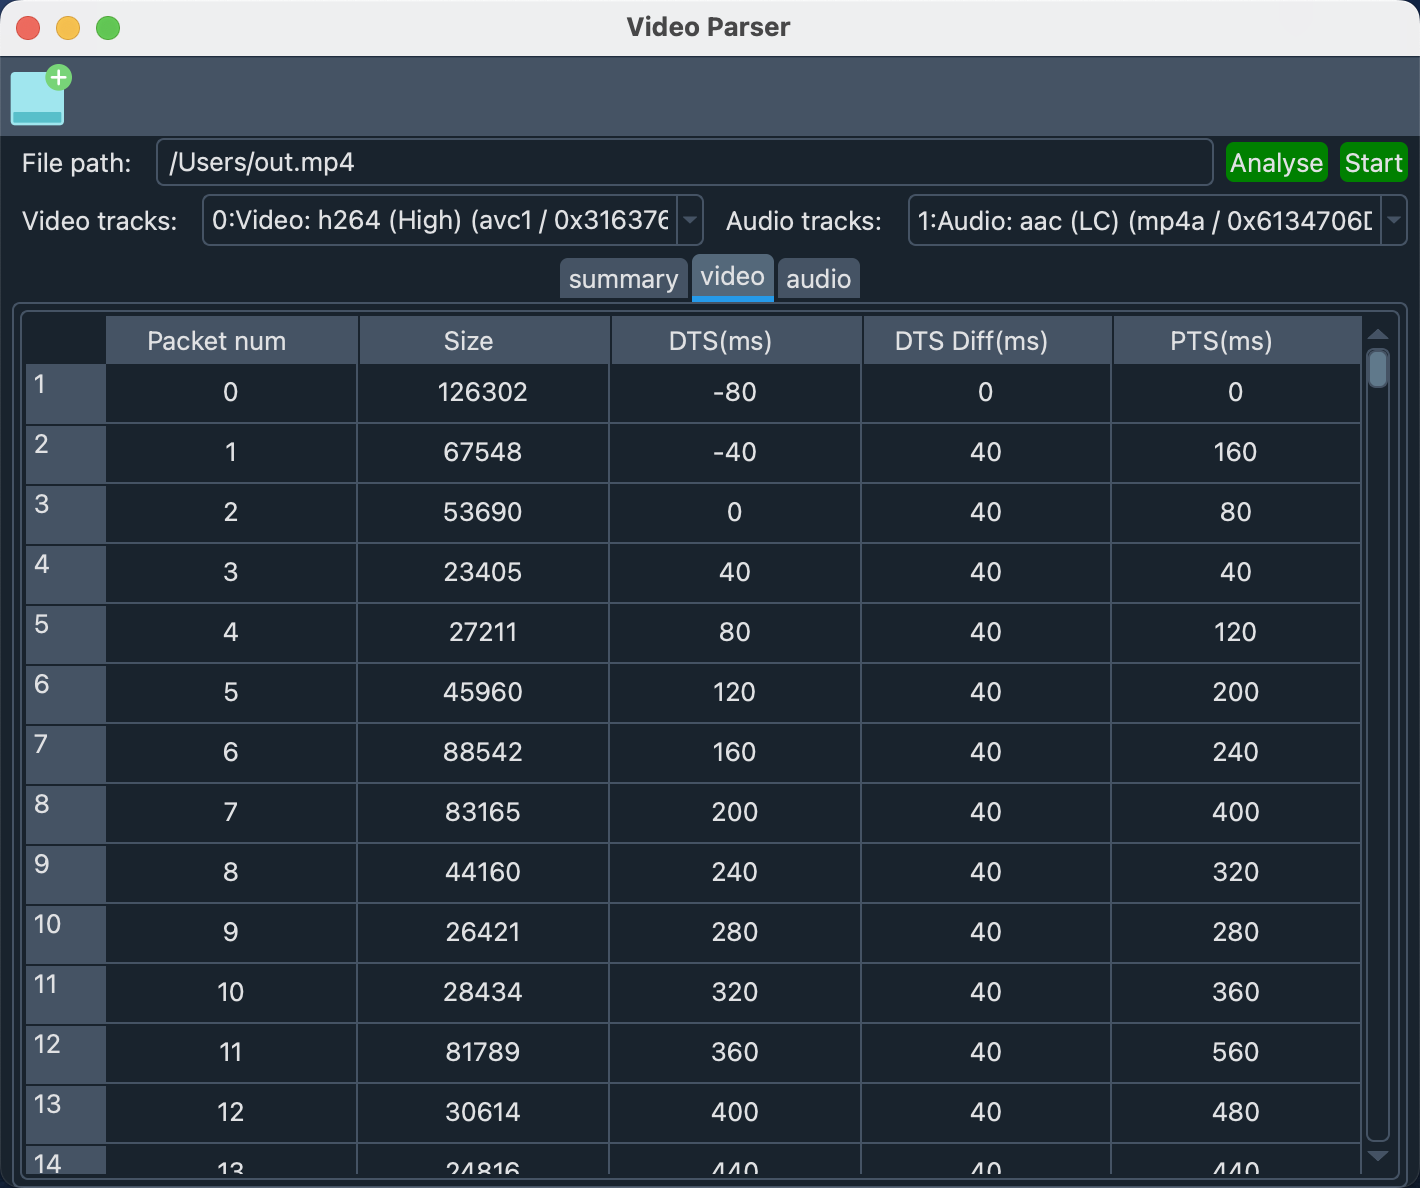 Video Parser
File path: /Users/out.mp4 Analyse Start
Video tracks: 0:Video: h264 (High) (avc1 / 0x316376 Audio tracks: 1:Audio: aac (LC) (mp4a / 0x6134706D
summary video audio
Packet num Size DTS(ms) DTS Diff(ms) PTS(ms)
1 0 126302 -80 0 0
2 1 67548 -40 40 160
3 2 53690 0 40 80
4 3 23405 40 40 40
5 4 27211 80 40 120
6 5 45960 120 40 200
7 6 88542 160 40 240
8 7 83165 200 40 400
9 8 44160 240 40 320
10 9 26421 280 40 280
11 10 28434 320 40 360
12 11 81789 360 40 560
13 12 30614 400 40 480
14 13 24816 440 40 440